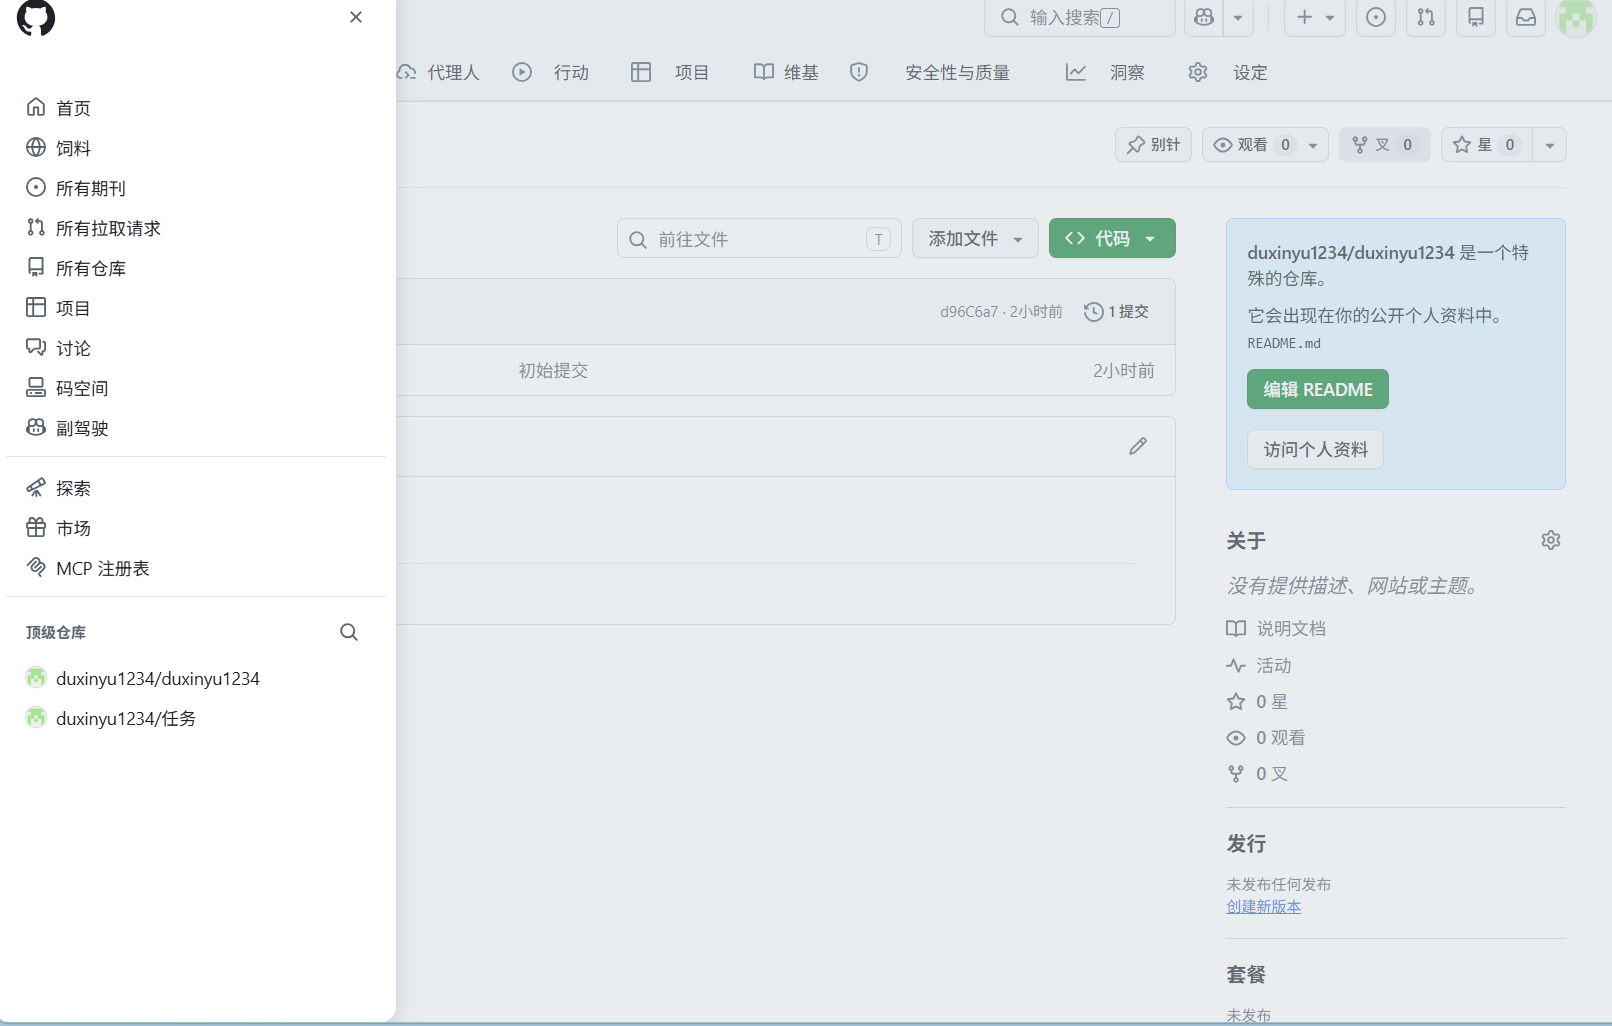 输入搜索 /
代理人 行动 项目 维基 安全性与质量 洞察 设定
首页
饲料
所有期刊
所有拉取请求
所有仓库
项目
讨论
码空间
副驾驶
探索
市场
MCP 注册表
顶级仓库
duxinyu1234/duxinyu1234
duxinyu1234/任务
别针 观看 0 叉 0 星 0
前往文件 T 添加文件 代码
d96C6a7 · 2小时前 1 提交
初始提交 2小时前
duxinyu1234/duxinyu1234 是一个特
殊的仓库。
它会出现在你的公开个人资料中。
README.md
编辑 README
访问个人资料
关于
没有提供描述、网站或主题。
说明文档
活动
0 星
0 观看
0 叉
发行
未发布任何发布
创建新版本
套餐
未发布